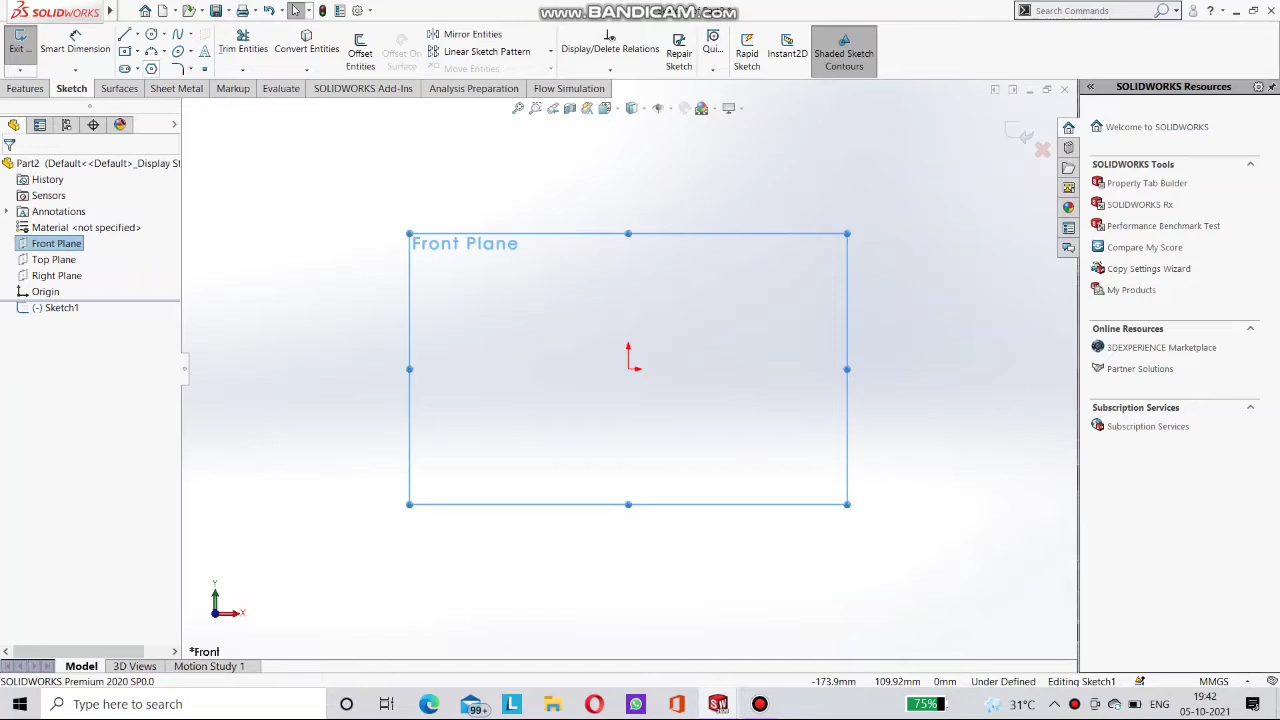 SOLIDWORKS
www.BANDICAM.com
Search Commands
Exit ...
Smart Dimension
Trim Entities
Convert Entities
Offset Entities
Offset On Surface
Mirror Entities
Linear Sketch Pattern
Move Entities
Display/Delete Relations
Repair Sketch
Qui...
Rapid Sketch
Instant2D
Shaded Sketch Contours
Features
Sketch
Surfaces
Sheet Metal
Markup
Evaluate
SOLIDWORKS Add-Ins
Analysis Preparation
Flow Simulation
SOLIDWORKS Resources
Part2 (Default<<Default>_Display St
History
Sensors
Annotations
Material <not specified>
Front Plane
Top Plane
Right Plane
Origin
(-) Sketch1
Front Plane
Y
X
*Front
Welcome to SOLIDWORKS
SOLIDWORKS Tools
Property Tab Builder
SOLIDWORKS Rx
Performance Benchmark Test
Compare My Score
Copy Settings Wizard
My Products
Online Resources
3DEXPERIENCE Marketplace
Partner Solutions
Subscription Services
Subscription Services
Model
3D Views
Motion Study 1
SOLIDWORKS Premium 2020 SP0.0
-173.9mm
109.92mm
0mm
Under Defined
Editing Sketch1
MMGS
Type here to search
99+
75%
31°C
ENG
19:42
05-10-2021